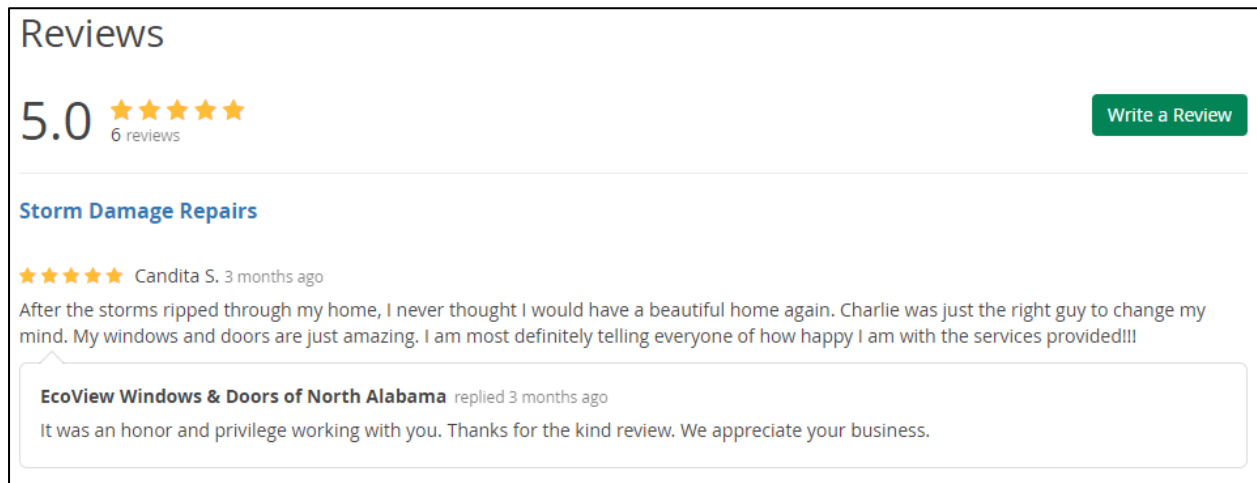 Reviews
5.0
6 reviews
Write a Review
Storm Damage Repairs
Candita S. 3 months ago
After the storms ripped through my home, I never thought I would have a beautiful home again. Charlie was just the right guy to change my
mind. My windows and doors are just amazing. I am most definitely telling everyone of how happy I am with the services provided!!!
EcoView Windows & Doors of North Alabama replied 3 months ago
It was an honor and privilege working with you. Thanks for the kind review. We appreciate your business.